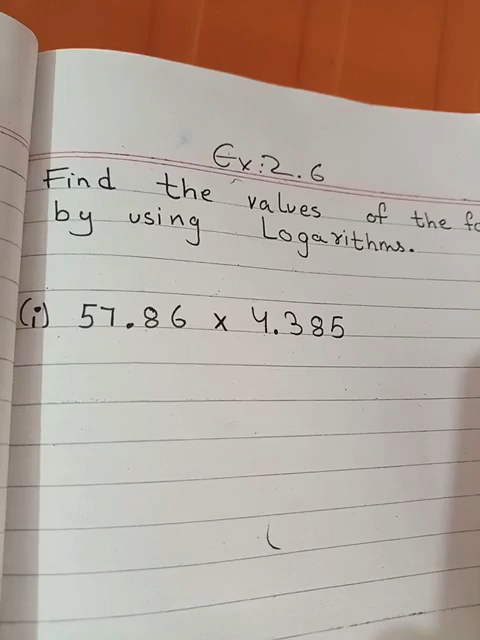 Ex:2.6
Find the values of the
by using Logarithms.
(i) 57.86 x 4.385